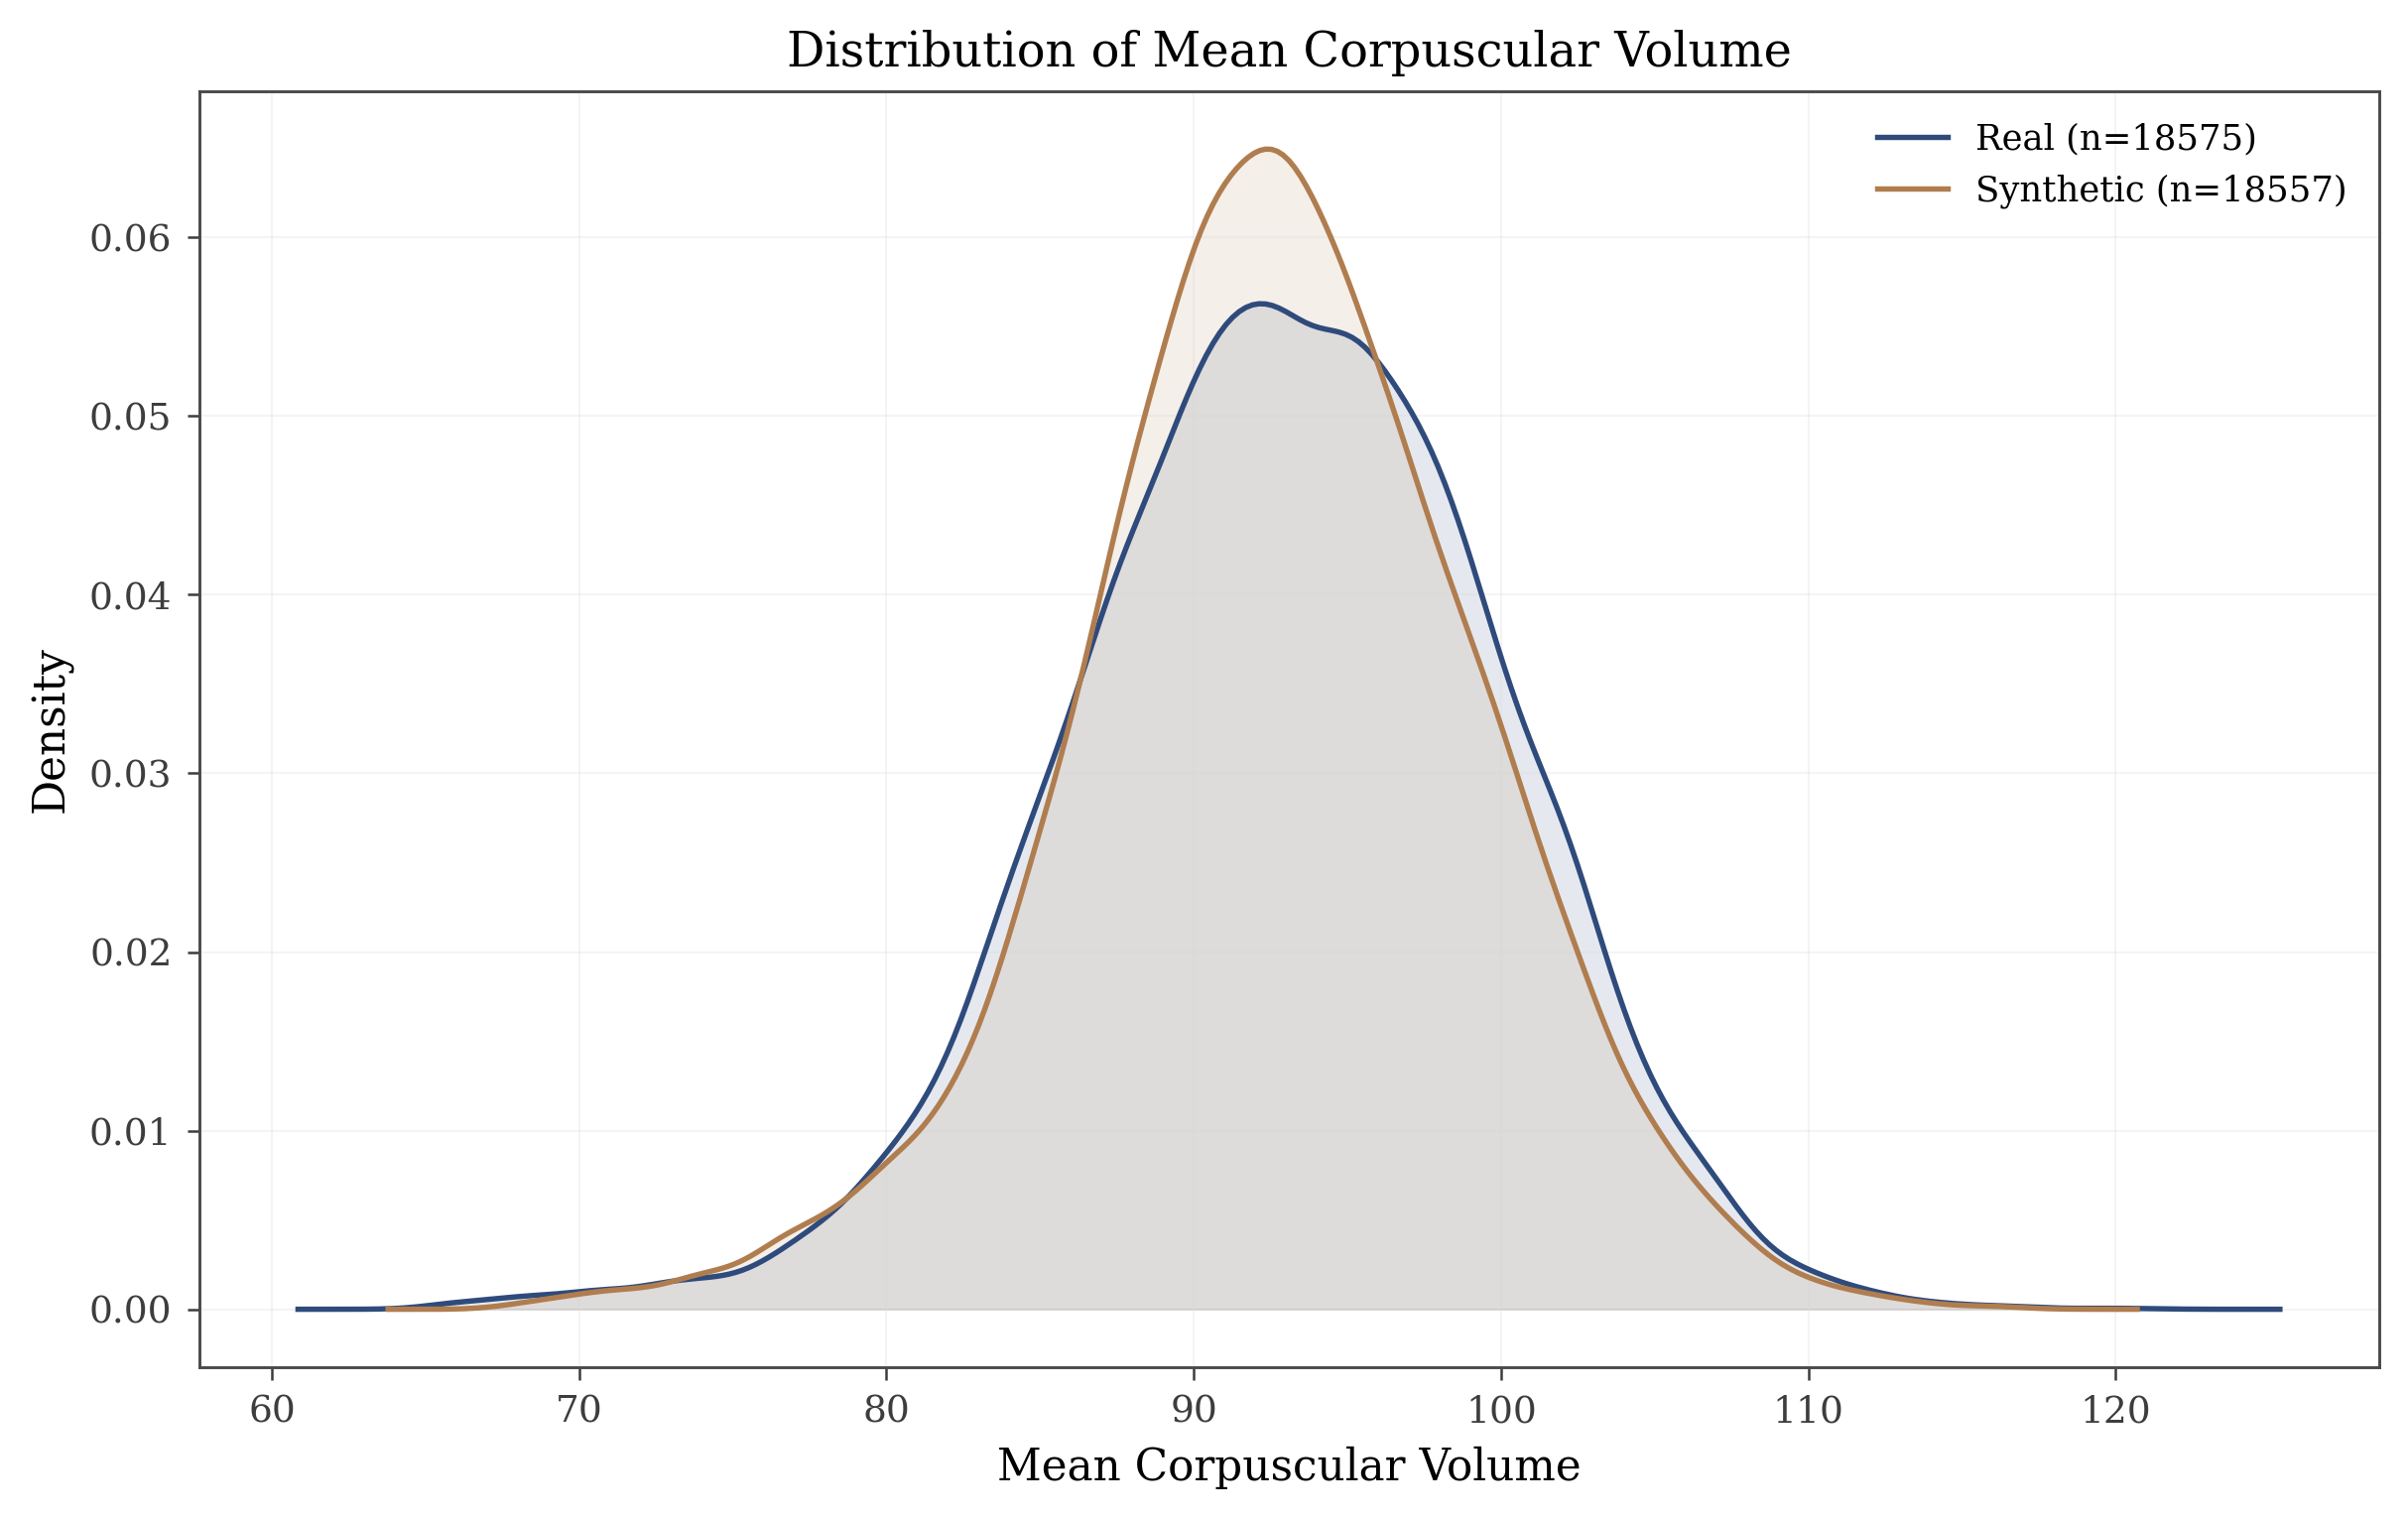 Distribution of Mean Corpuscular Volume
Real (n=18575)
Synthetic (n=18557)
0.06
0.05
0.04
0.03
0.02
0.01
0.00
Density
60 70 80 90 100 110 120
Mean Corpuscular Volume